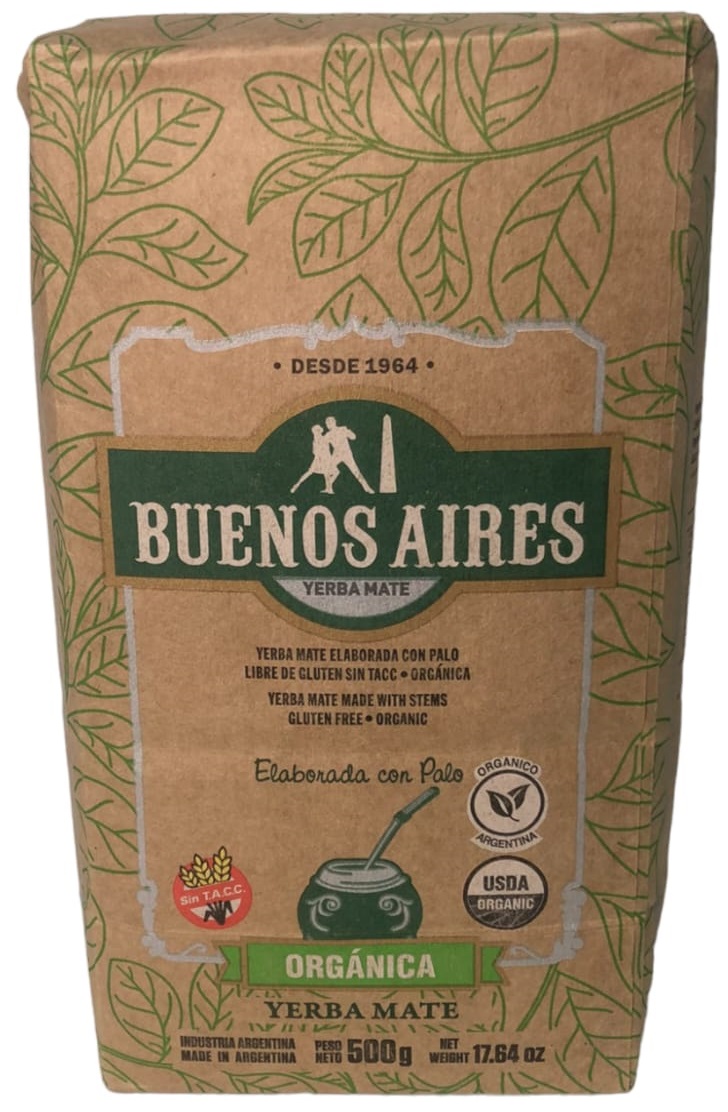 • DESDE 1964 •
BUENOS AIRES
YERBA MATE
YERBA MATE ELABORADA CON PALO
LIBRE DE GLUTEN SIN TACC • ORGÁNICA
YERBA MATE MADE WITH STEMS
GLUTEN FREE • ORGANIC
Elaborada con Palo
ORGANICO
ARGENTINA
Sin T.A.C.C.
USDA
ORGANIC
ORGÁNICA
YERBA MATE
INDUSTRIA ARGENTINA
MADE IN ARGENTINA
PESO
NETO 500g
NET
WEIGHT 17.64 oz